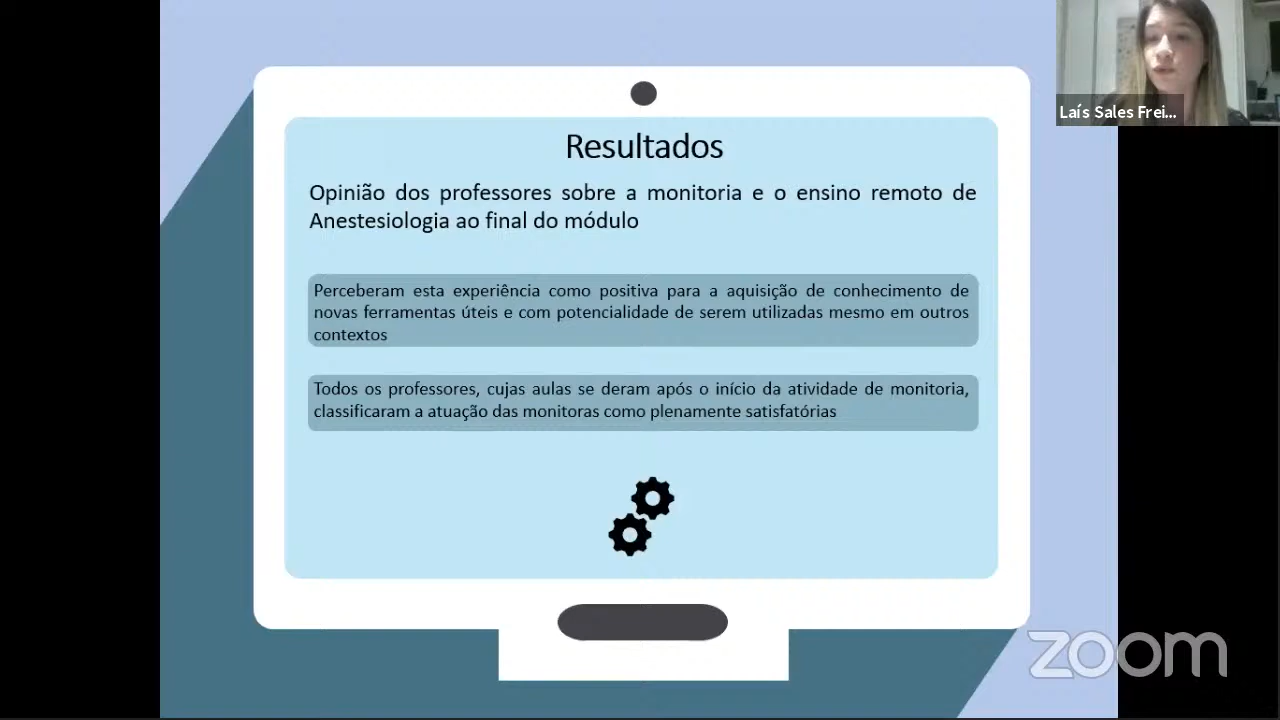 Resultados
Opinião dos professores sobre a monitoria e o ensino remoto de
Anestesiologia ao final do módulo
Perceberam esta experiência como positiva para a aquisição de conhecimento de
novas ferramentas úteis e com potencialidade de serem utilizadas mesmo em outros
contextos
Todos os professores, cujas aulas se deram após o início da atividade de monitoria,
classificaram a atuação das monitoras como plenamente satisfatórias
Laís Sales Frei...
zoom